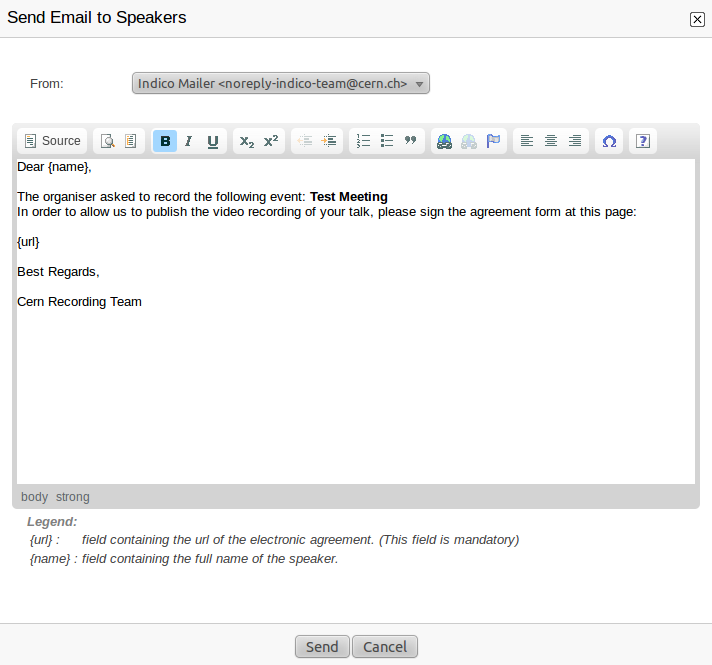 Send Email to Speakers
From: Indico Mailer <noreply-indico-team@cern.ch>
Source B I U x₂ x² ” Ω ?
Dear {name},
The organiser asked to record the following event: Test Meeting
In order to allow us to publish the video recording of your talk, please sign the agreement form at this page:
{url}
Best Regards,
Cern Recording Team
body strong
Legend:
{url} : field containing the url of the electronic agreement. (This field is mandatory)
{name} : field containing the full name of the speaker.
Send Cancel